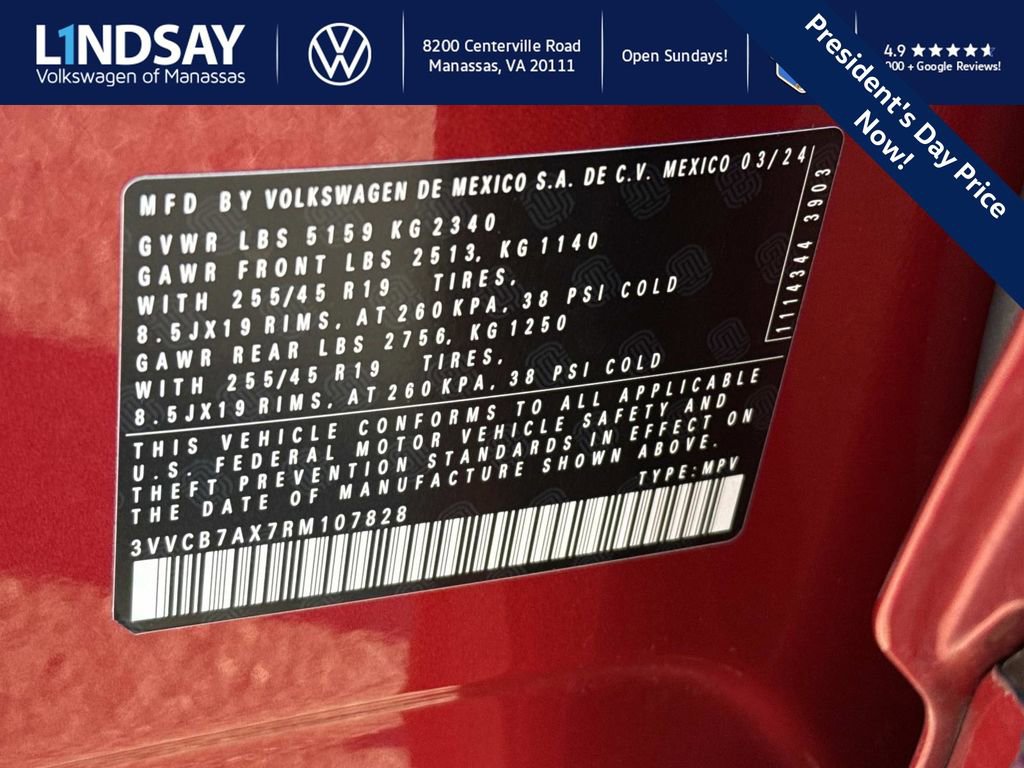 L1NDSAY
Volkswagen of Manassas
8200 Centerville Road
Manassas, VA 20111
Open Sundays!
4.9
000 + Google Reviews!
President's Day Price
Now!
MFD BY VOLKSWAGEN DE MEXICO S.A. DE C.V. MEXICO 03/24
GVWR LBS 5159 KG 2340
GAWR FRONT LBS 2513, KG 1140
WITH 255/45 R19 TIRES,
8.5JX19 RIMS, AT 260 KPA, 38 PSI COLD
GAWR REAR LBS 2756, KG 1250
WITH 255/45 R19 TIRES,
8.5JX19 RIMS, AT 260 KPA, 38 PSI COLD
1114344 3903
THIS VEHICLE CONFORMS TO ALL APPLICABLE
U.S. FEDERAL MOTOR VEHICLE SAFETY AND
THEFT PREVENTION STANDARDS IN EFFECT ON
THE DATE OF MANUFACTURE SHOWN ABOVE.
TYPE: MPV
3VVCB7AX7RM107828